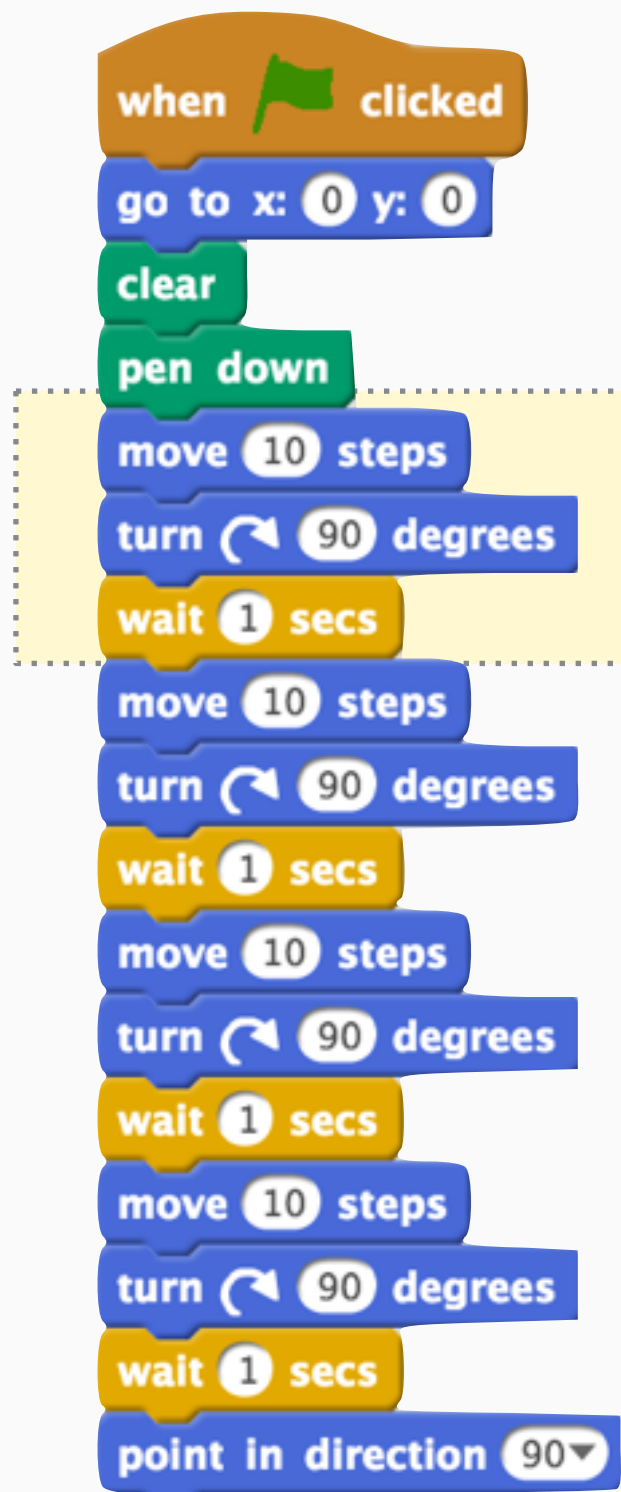 when clicked
go to x: 0 y: 0
clear
pen down
move 10 steps
turn 90 degrees
wait 1 secs
move 10 steps
turn 90 degrees
wait 1 secs
move 10 steps
turn 90 degrees
wait 1 secs
move 10 steps
turn 90 degrees
wait 1 secs
point in direction 90